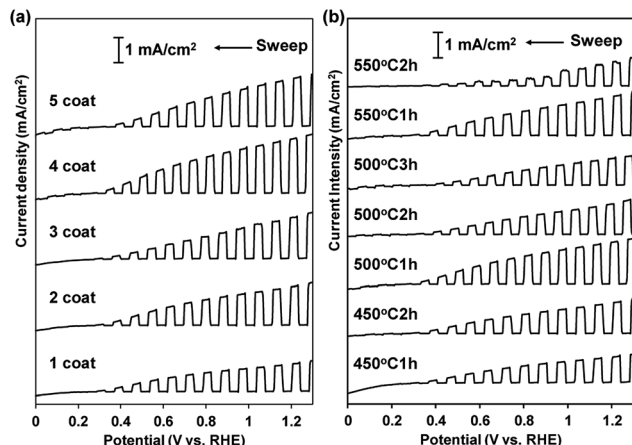 (a)
1 mA/cm²
Sweep
5 coat
4 coat
3 coat
2 coat
1 coat
Current density (mA/cm²)
0 0.2 0.4 0.6 0.8 1 1.2
Potential (V vs. RHE)
(b)
1 mA/cm²
Sweep
550°C2h
550°C1h
500°C3h
500°C2h
500°C1h
450°C2h
450°C1h
Current Intensity (mA/cm²)
0 0.2 0.4 0.6 0.8 1 1.2
Potential (V vs. RHE)